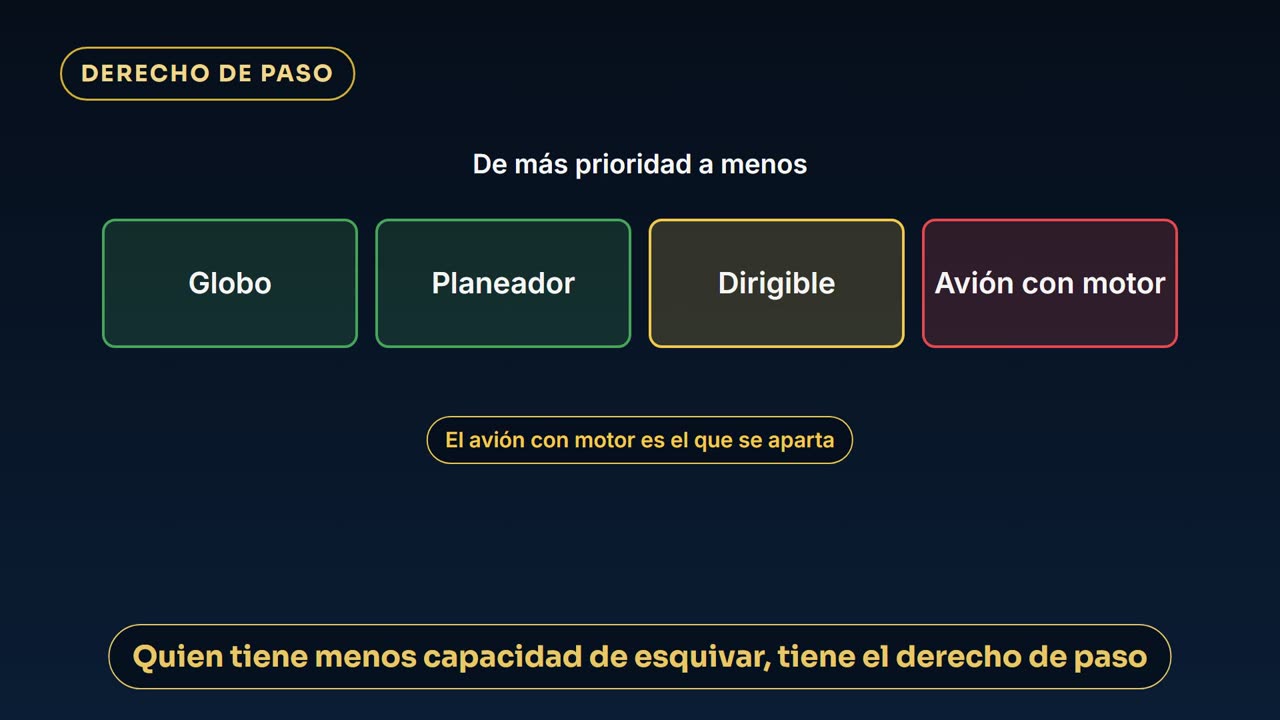 DERECHO DE PASO
De más prioridad a menos
Globo
Planeador
Dirigible
Avión con motor
El avión con motor es el que se aparta
Quien tiene menos capacidad de esquivar, tiene el derecho de paso